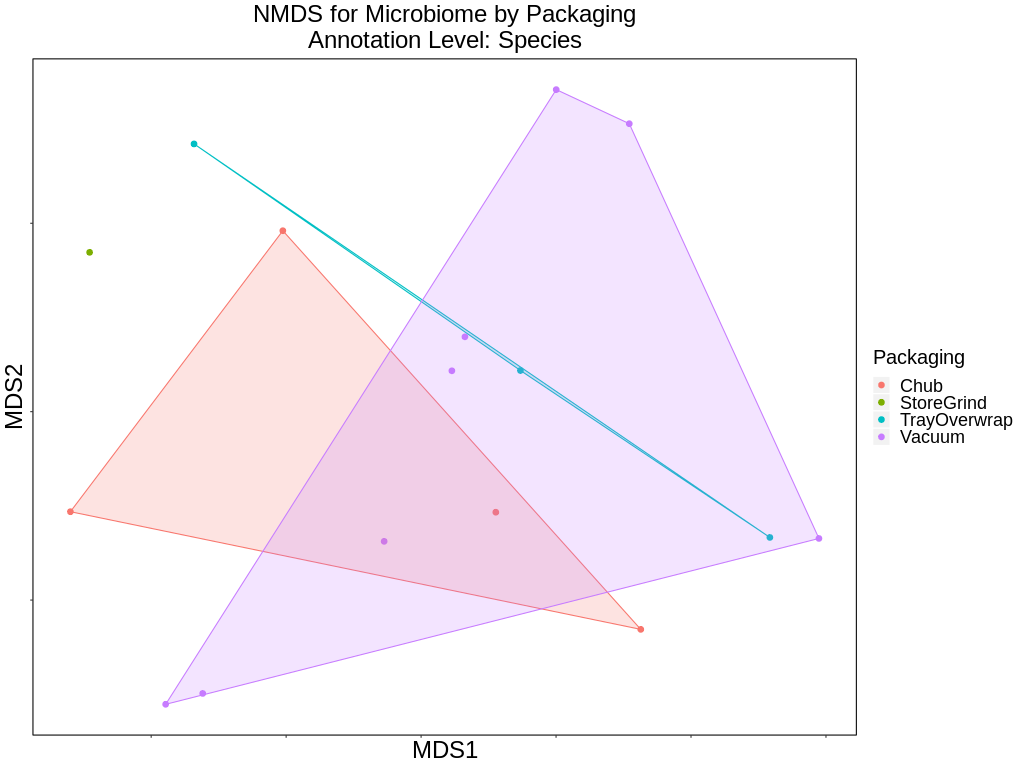 NMDS for Microbiome by Packaging
Annotation Level: Species
MDS2
MDS1
Packaging
Chub
StoreGrind
TrayOverwrap
Vacuum